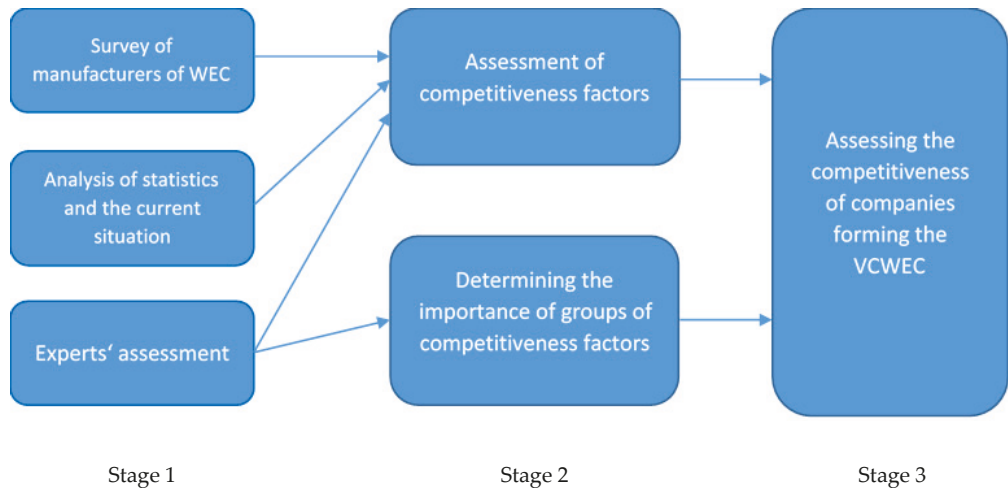 Survey of
manufacturers of WEC
Analysis of statistics
and the current
situation
Experts‘ assessment
Assessment of
competitiveness factors
Determining the
importance of groups of
competitiveness factors
Assessing the
competitiveness
of companies
forming the
VCWEC
Stage 1
Stage 2
Stage 3